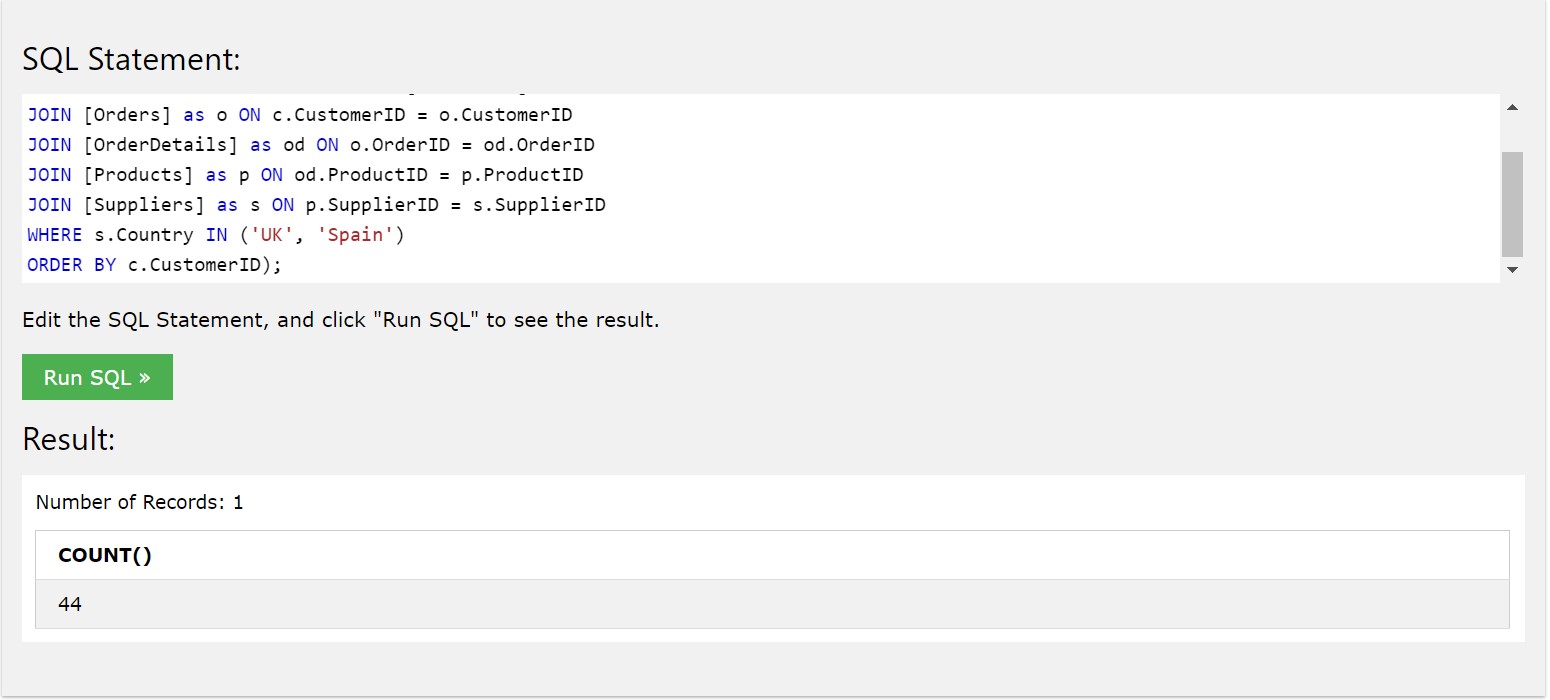 SQL Statement:
JOIN [Orders] as o ON c.CustomerID = o.CustomerID
JOIN [OrderDetails] as od ON o.OrderID = od.OrderID
JOIN [Products] as p ON od.ProductID = p.ProductID
JOIN [Suppliers] as s ON p.SupplierID = s.SupplierID
WHERE s.Country IN ('UK', 'Spain')
ORDER BY c.CustomerID);
Edit the SQL Statement, and click "Run SQL" to see the result.
Run SQL »
Result:
Number of Records: 1
COUNT()
44